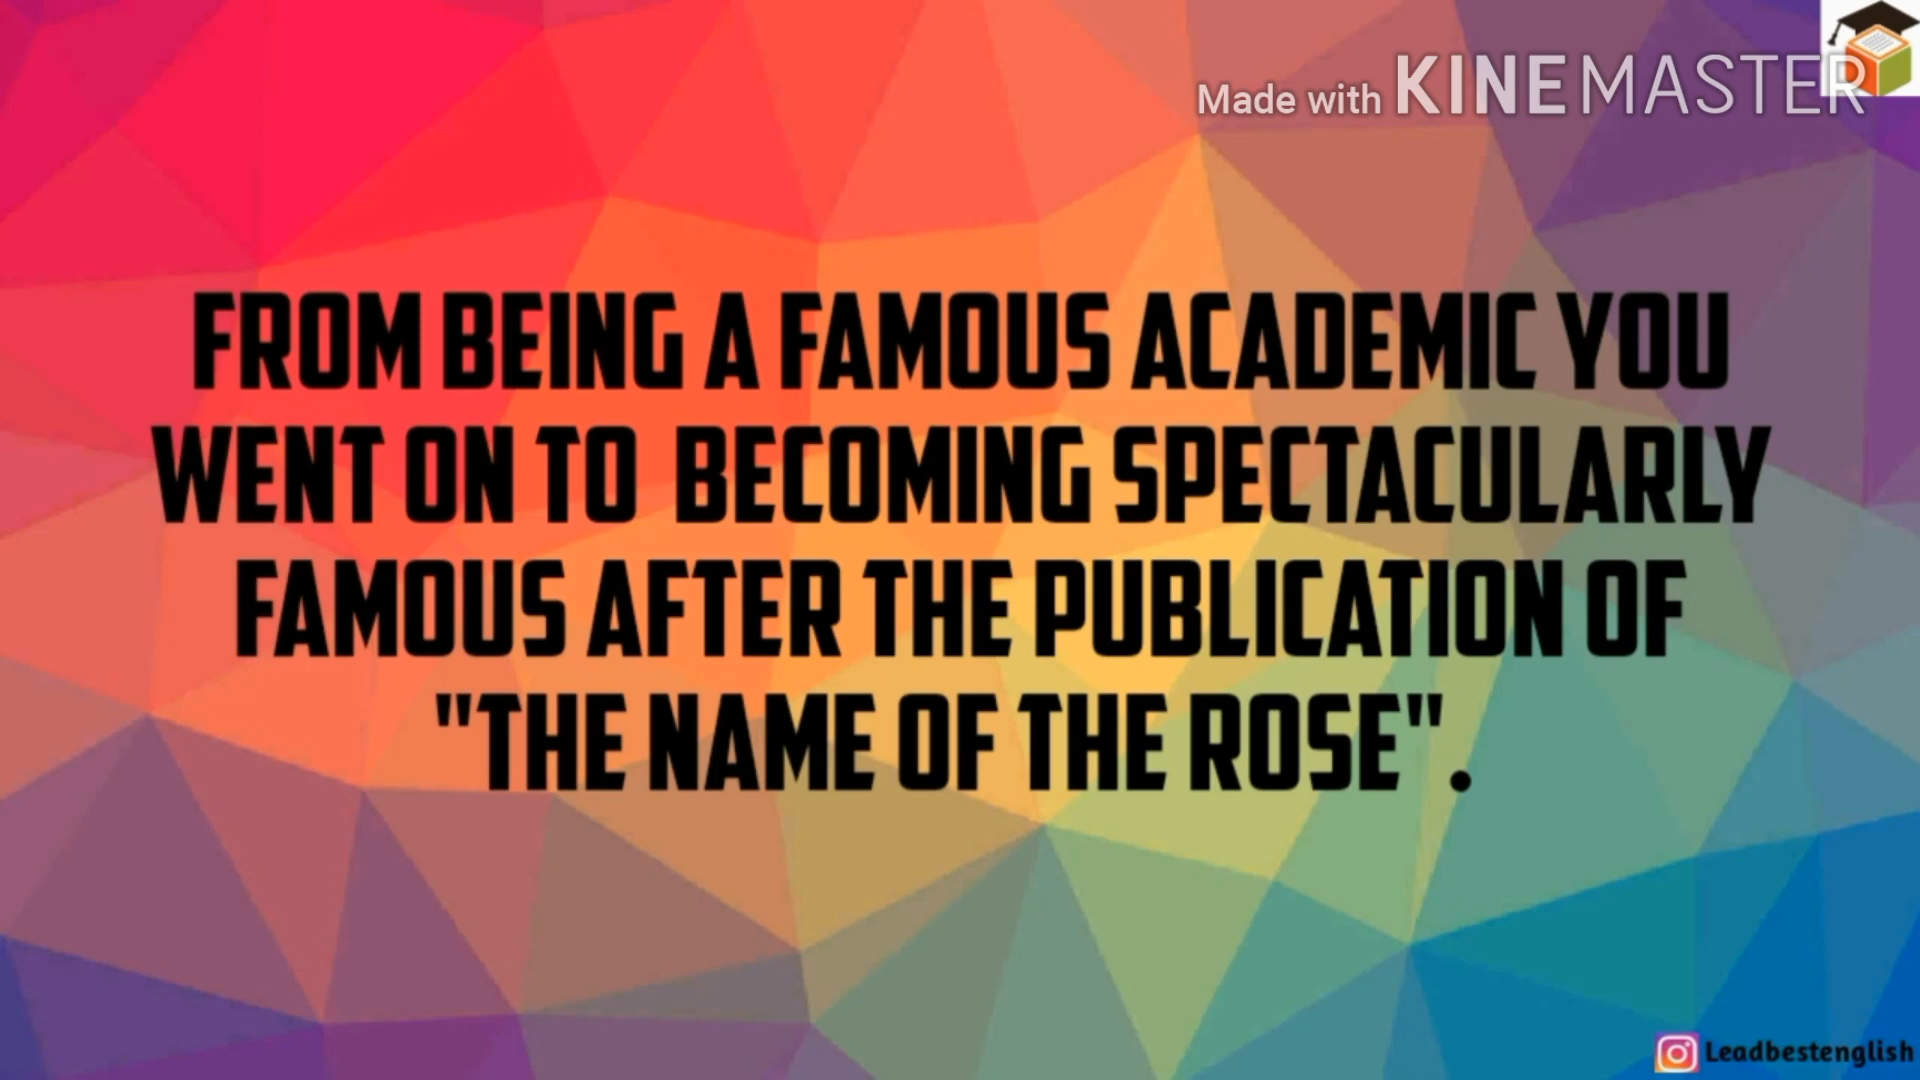 Made with KINEMASTER
FROM BEING A FAMOUS ACADEMIC YOU
WENT ON TO BECOMING SPECTACULARLY
FAMOUS AFTER THE PUBLICATION OF
"THE NAME OF THE ROSE".
Leadbestenglish